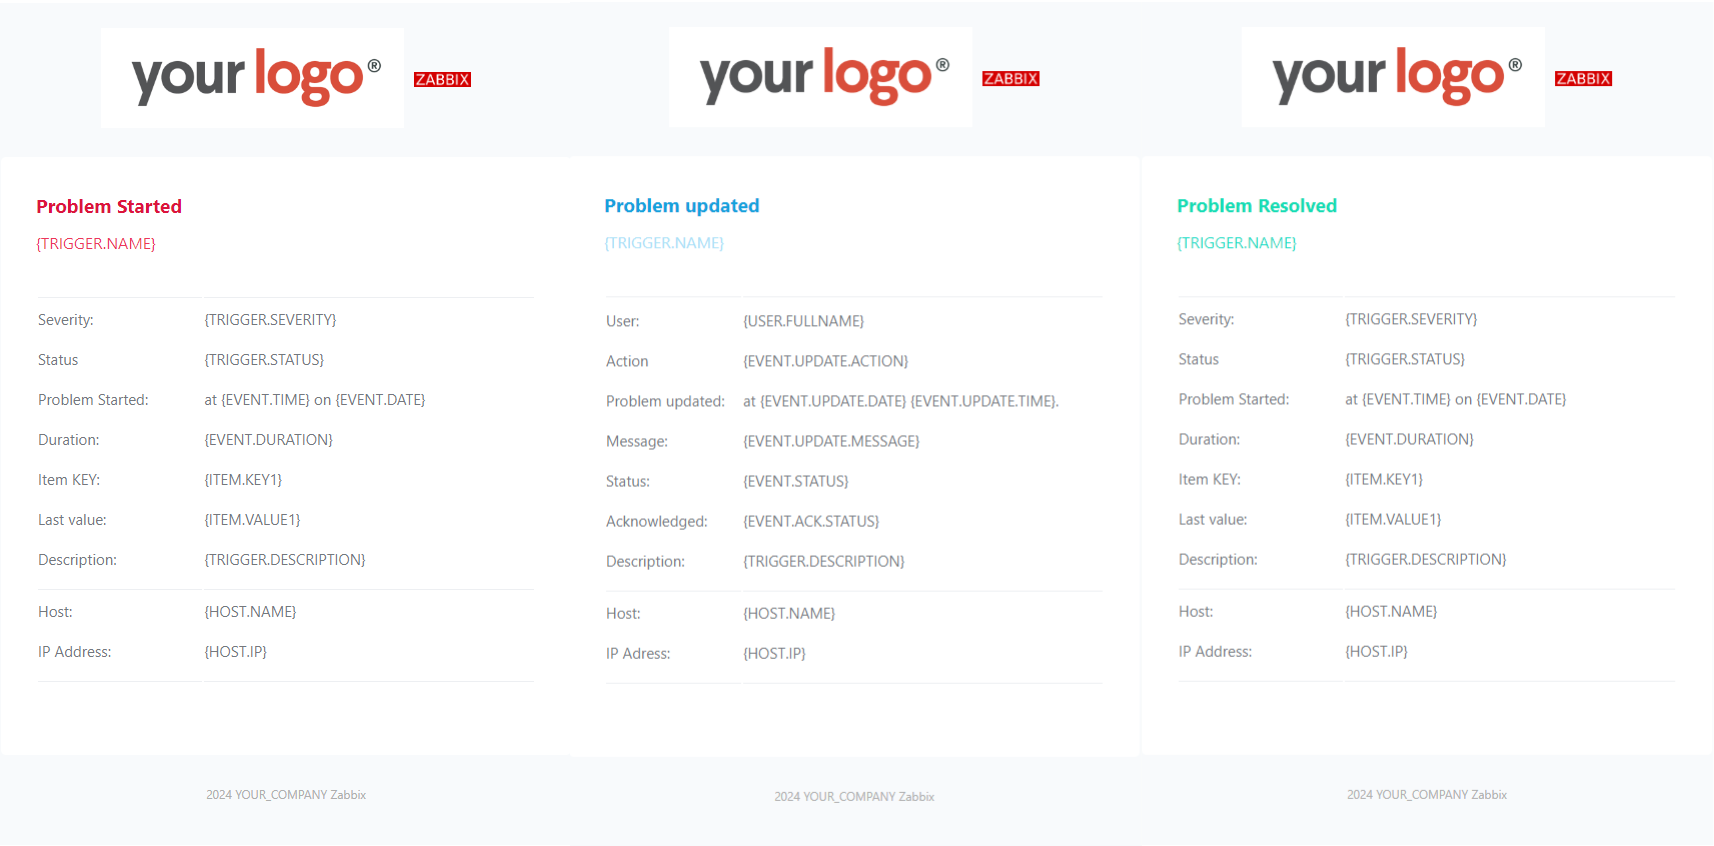 your logo®
ZABBIX
Problem Started
{TRIGGER.NAME}
Severity: {TRIGGER.SEVERITY}
Status {TRIGGER.STATUS}
Problem Started: at {EVENT.TIME} on {EVENT.DATE}
Duration: {EVENT.DURATION}
Item KEY: {ITEM.KEY1}
Last value: {ITEM.VALUE1}
Description: {TRIGGER.DESCRIPTION}
Host: {HOST.NAME}
IP Address: {HOST.IP}
2024 YOUR_COMPANY Zabbix
your logo®
ZABBIX
Problem updated
{TRIGGER.NAME}
User: {USER.FULLNAME}
Action {EVENT.UPDATE.ACTION}
Problem updated: at {EVENT.UPDATE.DATE} {EVENT.UPDATE.TIME}.
Message: {EVENT.UPDATE.MESSAGE}
Status: {EVENT.STATUS}
Acknowledged: {EVENT.ACK.STATUS}
Description: {TRIGGER.DESCRIPTION}
Host: {HOST.NAME}
IP Adress: {HOST.IP}
2024 YOUR_COMPANY Zabbix
your logo®
ZABBIX
Problem Resolved
{TRIGGER.NAME}
Severity: {TRIGGER.SEVERITY}
Status {TRIGGER.STATUS}
Problem Started: at {EVENT.TIME} on {EVENT.DATE}
Duration: {EVENT.DURATION}
Item KEY: {ITEM.KEY1}
Last value: {ITEM.VALUE1}
Description: {TRIGGER.DESCRIPTION}
Host: {HOST.NAME}
IP Address: {HOST.IP}
2024 YOUR_COMPANY Zabbix